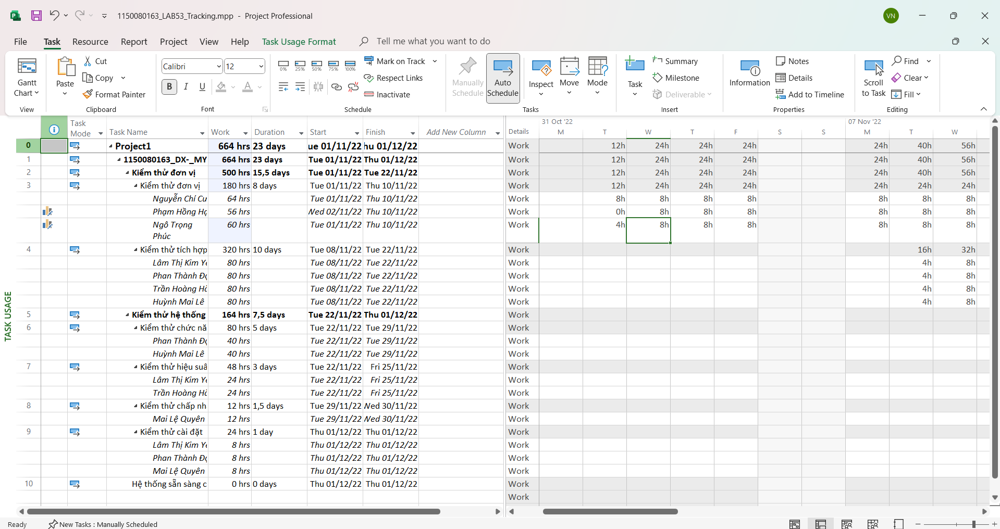 1150080163_LAB53_Tracking.mpp - Project Professional
VN
File Task Resource Report Project View Help Task Usage Format Tell me what you want to do
Gantt Chart
View
Paste
Cut
Copy
Format Painter
Clipboard
Calibri 12
B I U A
Font
0% 25% 50% 75% 100%
Mark on Track
Respect Links
Inactivate
Schedule
Manually Schedule
Auto Schedule
Inspect
Move
Mode
Tasks
Task
Summary
Milestone
Deliverable
Insert
Information
Notes
Details
Add to Timeline
Properties
Scroll to Task
Find
Clear
Fill
Editing
TASK USAGE
Task Mode Task Name Work Duration Start Finish Add New Column Details 31 Oct '22 M T W T F S S 07 Nov '22 M T W
0 Project1 664 hrs 23 days ue 01/11/22 hu 01/12/22 Work 12h 24h 24h 24h 24h 40h 56h
1 1150080163_DX-_MY 664 hrs 23 days Tue 01/11/22 Thu 01/12/22 Work 12h 24h 24h 24h 24h 40h 56h
2 Kiểm thử đơn vị 500 hrs 15,5 days Tue 01/11/22 Tue 22/11/22 Work 12h 24h 24h 24h 24h 40h 56h
3 Kiểm thử đơn vị 180 hrs 8 days Tue 01/11/22 Thu 10/11/22 Work 12h 24h 24h 24h 24h 24h 24h
Nguyễn Chí Cu 64 hrs Tue 01/11/22 Thu 10/11/22 Work 8h 8h 8h 8h 8h 8h 8h
Phạm Hồng Hạ 56 hrs Wed 02/11/22 Thu 10/11/22 Work 0h 8h 8h 8h 8h 8h 8h
Ngô Trọng Phúc 60 hrs Tue 01/11/22 Thu 10/11/22 Work 4h 8h 8h 8h 8h 8h 8h
4 Kiểm thử tích hợp 320 hrs 10 days Tue 08/11/22 Tue 22/11/22 Work 16h 32h
Lâm Thị Kim Yế 80 hrs Tue 08/11/22 Tue 22/11/22 Work 4h 8h
Phan Thành Đạ 80 hrs Tue 08/11/22 Tue 22/11/22 Work 4h 8h
Trần Hoàng Hả 80 hrs Tue 08/11/22 Tue 22/11/22 Work 4h 8h
Huỳnh Mai Lê 80 hrs Tue 08/11/22 Tue 22/11/22 Work 4h 8h
5 Kiểm thử hệ thống 164 hrs 7,5 days Tue 22/11/22 Thu 01/12/22 Work
6 Kiểm thử chức nă 80 hrs 5 days Tue 22/11/22 Tue 29/11/22 Work
Phan Thành Đạ 40 hrs Tue 22/11/22 Tue 29/11/22 Work
Huỳnh Mai Lê 40 hrs Tue 22/11/22 Tue 29/11/22 Work
7 Kiểm thử hiệu suấ 48 hrs 3 days Tue 22/11/22 Fri 25/11/22 Work
Lâm Thị Kim Yế 24 hrs Tue 22/11/22 Fri 25/11/22 Work
Trần Hoàng Hả 24 hrs Tue 22/11/22 Fri 25/11/22 Work
8 Kiểm thử chấp nh 12 hrs 1,5 days Tue 29/11/22 Wed 30/11/22 Work
Mai Lệ Quyên 12 hrs Tue 29/11/22 Wed 30/11/22 Work
9 Kiểm thử cài đặt 24 hrs 1 day Thu 01/12/22 Thu 01/12/22 Work
Lâm Thị Kim Yế 8 hrs Thu 01/12/22 Thu 01/12/22 Work
Phan Thành Đạ 8 hrs Thu 01/12/22 Thu 01/12/22 Work
Mai Lệ Quyên 8 hrs Thu 01/12/22 Thu 01/12/22 Work
10 Hệ thống sẵn sàng c 0 hrs 0 days Thu 01/12/22 Thu 01/12/22 Work
Work
Ready New Tasks : Manually Scheduled